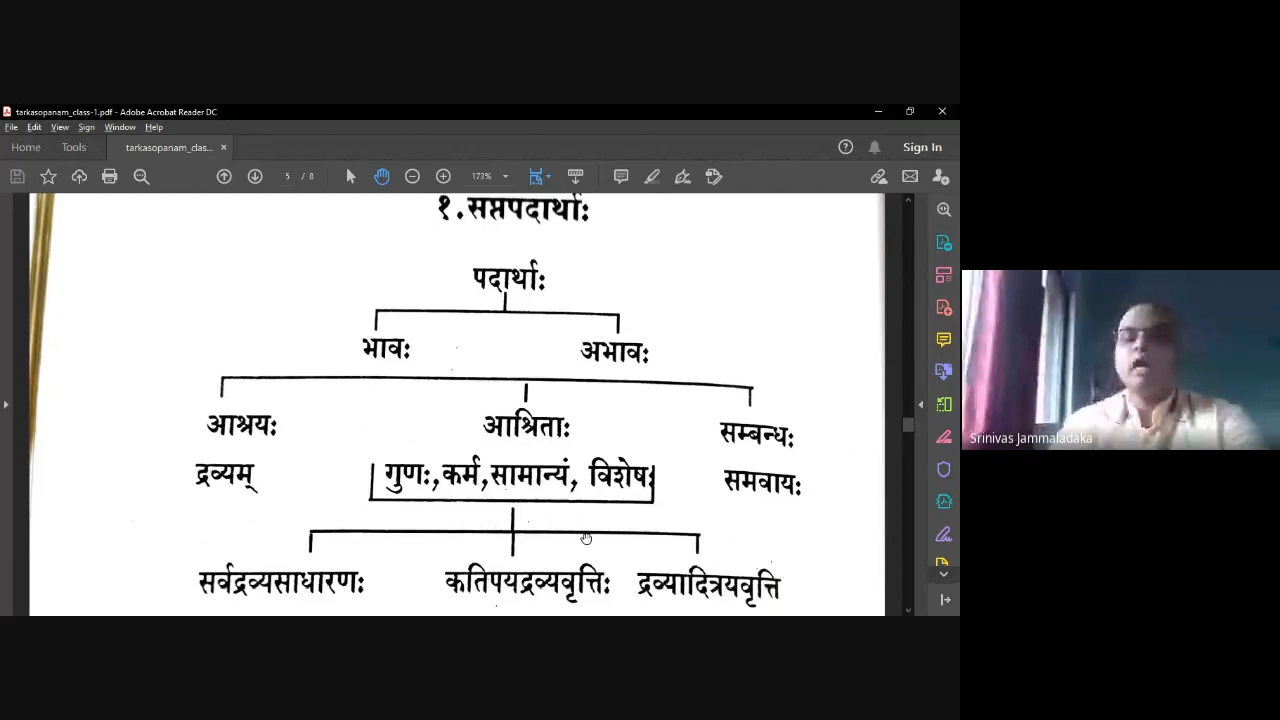 tarkasopanam_class-1.pdf - Adobe Acrobat Reader DC
File Edit View Sign Window Help
Home Tools tarkasopanam_clas... × Sign In
5 / 8 173%
१.सप्तपदार्थाः
पदार्थाः
भावः अभावः
आश्रयः आश्रिताः सम्बन्धः
द्रव्यम् गुणः,कर्म,सामान्यं, विशेषः समवायः
सर्वद्रव्यसाधारणः कतिपयद्रव्यवृत्तिः द्रव्यादित्रयवृत्ति
Srinivas Jammaladaka